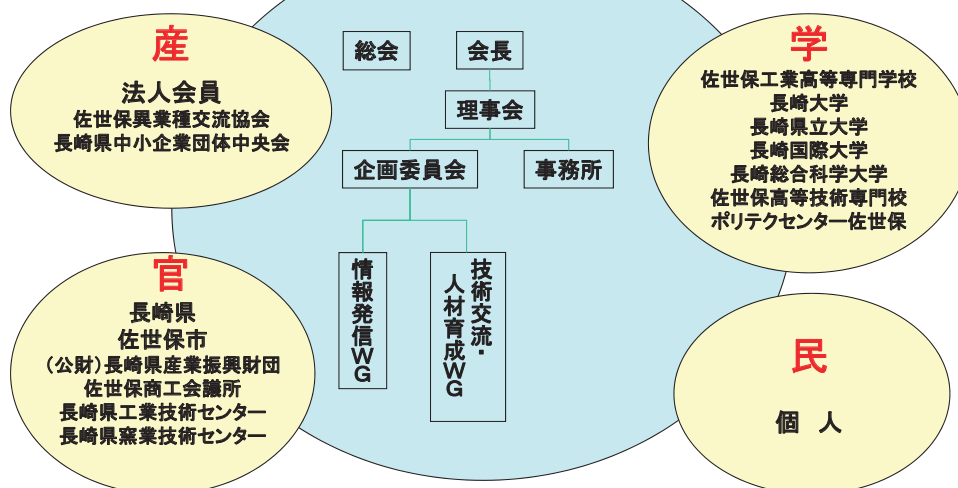 産
法人会員
佐世保異業種交流協会
長崎県中小企業団体中央会
総会
会長
理事会
企画委員会
事務所
情報発信WG
技術交流・
人材育成WG
学
佐世保工業高等専門学校
長崎大学
長崎県立大学
長崎国際大学
長崎総合科学大学
佐世保高等技術専門校
ポリテクセンター佐世保
官
長崎県
佐世保市
(公財)長崎県産業振興財団
佐世保商工会議所
長崎県工業技術センター
長崎県窯業技術センター
民
個 人